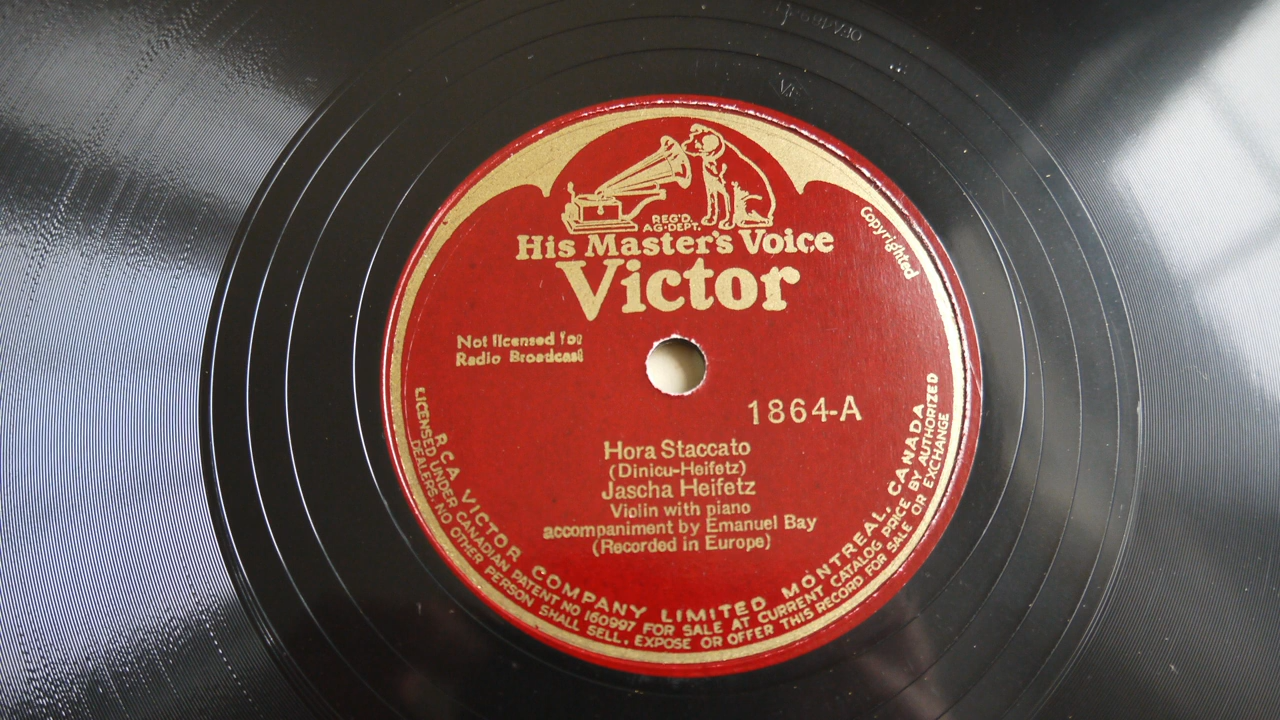 REG'D.
AG·DEPT.
His Master's Voice
Victor
Copyrighted
Not licensed for
Radio Broadcast
1864-A
Hora Staccato
(Dinicu-Heifetz)
Jascha Heifetz
Violin with piano
accompaniment by Emanuel Bay
(Recorded in Europe)
RCA VICTOR COMPANY LIMITED MONTREAL, CANADA
LICENSED UNDER CANADIAN PATENT NO 160997 FOR SALE AT CURRENT CATALOG PRICE BY AUTHORIZED
DEALERS. NO OTHER PERSON SHALL SELL, EXPOSE OR OFFER THIS RECORD FOR SALE OR EXCHANGE